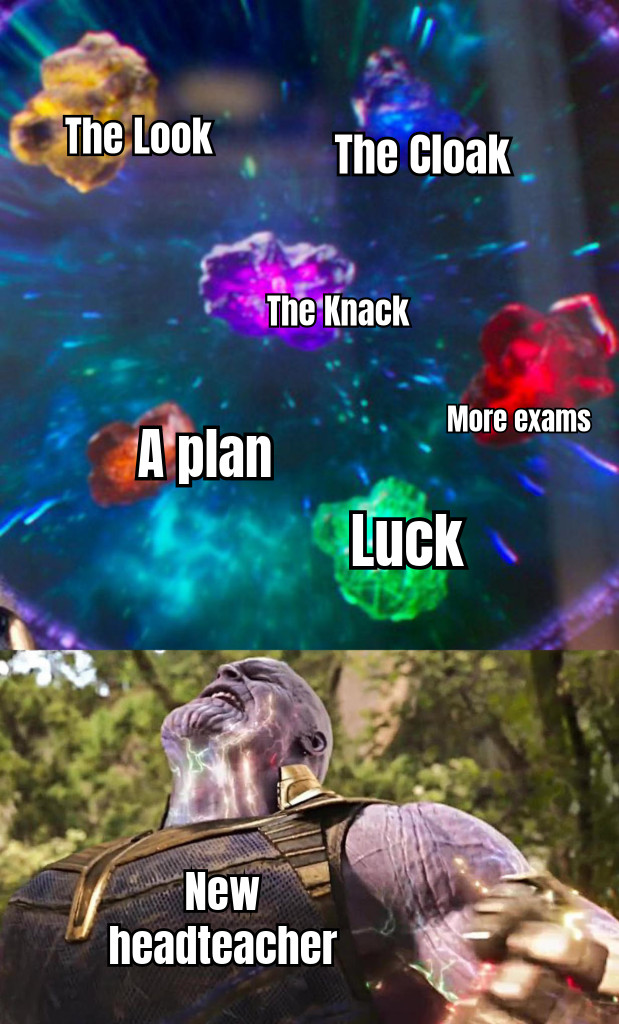 The Look
The Cloak
The Knack
More exams
A plan
Luck
New
headteacher